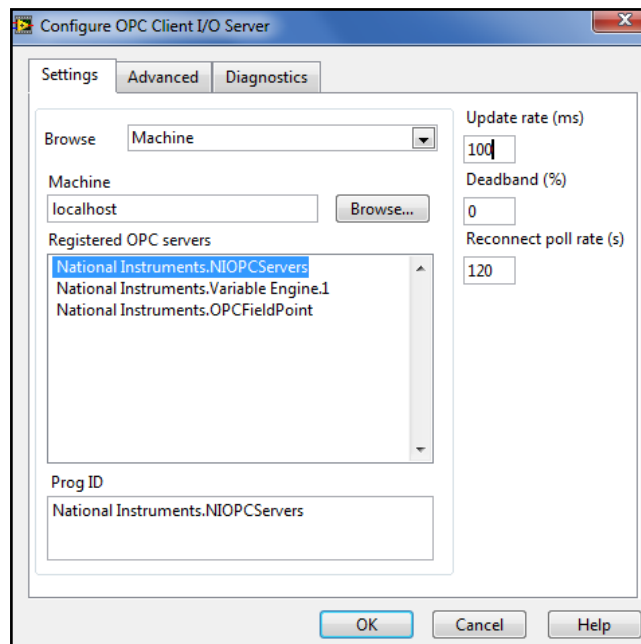 Configure OPC Client I/O Server
Settings
Advanced
Diagnostics
Browse
Machine
Machine
localhost
Browse...
Registered OPC servers
National Instruments.NIOPCServers
National Instruments.Variable Engine.1
National Instruments.OPCFieldPoint
Prog ID
National Instruments.NIOPCServers
Update rate (ms)
100
Deadband (%)
0
Reconnect poll rate (s)
120
OK
Cancel
Help